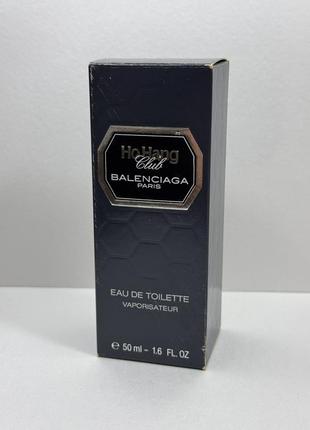 Ho Hang
Club
BALENCIAGA
PARIS
EAU DE TOILETTE
VAPORISATEUR
℮ 50 ml - 1.6 FL. OZ